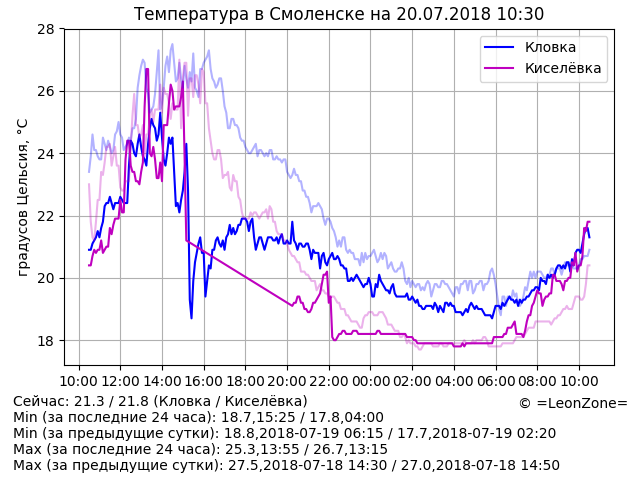 Температура в Смоленске на 20.07.2018 10:30
28
26
24
22
20
18
градусов Цельсия, °C
Кловка
Киселёвка
10:00 12:00 14:00 16:00 18:00 20:00 22:00 00:00 02:00 04:00 06:00 08:00 10:00
Сейчас: 21.3 / 21.8 (Кловка / Киселёвка)
© =LeonZone=
Min (за последние 24 часа): 18.7,15:25 / 17.8,04:00
Min (за предыдущие сутки): 18.8,2018-07-19 06:15 / 17.7,2018-07-19 02:20
Max (за последние 24 часа): 25.3,13:55 / 26.7,13:15
Max (за предыдущие сутки): 27.5,2018-07-18 14:30 / 27.0,2018-07-18 14:50